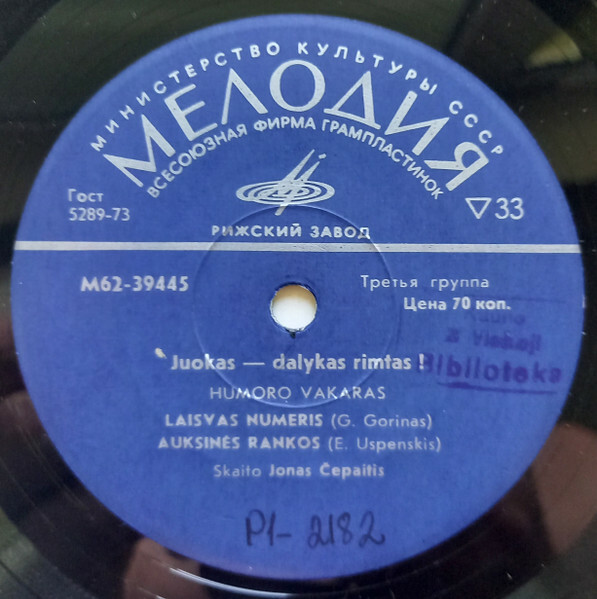 МИНИСТЕРСТВО КУЛЬТУРЫ СССР
МЕЛОДИЯ
ВСЕСОЮЗНАЯ ФИРМА ГРАМПЛАСТИНОК
Гост
5289-73
▽33
РИЖСКИЙ ЗАВОД
М62-39445
Третья группа
Цена 70 коп.
Juokas — dalykas rimtas!
Biblioteka
HUMORO VAKARAS
LAISVAS NUMERIS (G. Gorinas)
AUKSINĖS RANKOS (E. Uspenskis)
Skaito Jonas Čepaitis
P1-2182